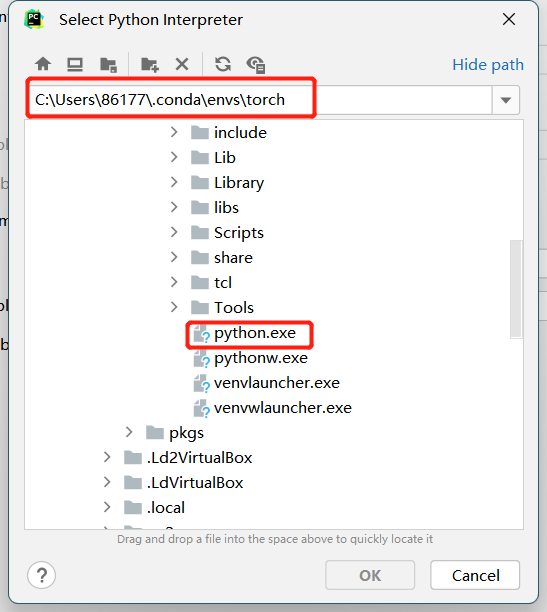 PC
Select Python Interpreter
Hide path
C:\Users\86177\.conda\envs\torch
include
Lib
Library
libs
Scripts
share
tcl
Tools
python.exe
pythonw.exe
venvlauncher.exe
venvwlauncher.exe
pkgs
.Ld2VirtualBox
.LdVirtualBox
.local
Drag and drop a file into the space above to quickly locate it
?
OK
Cancel